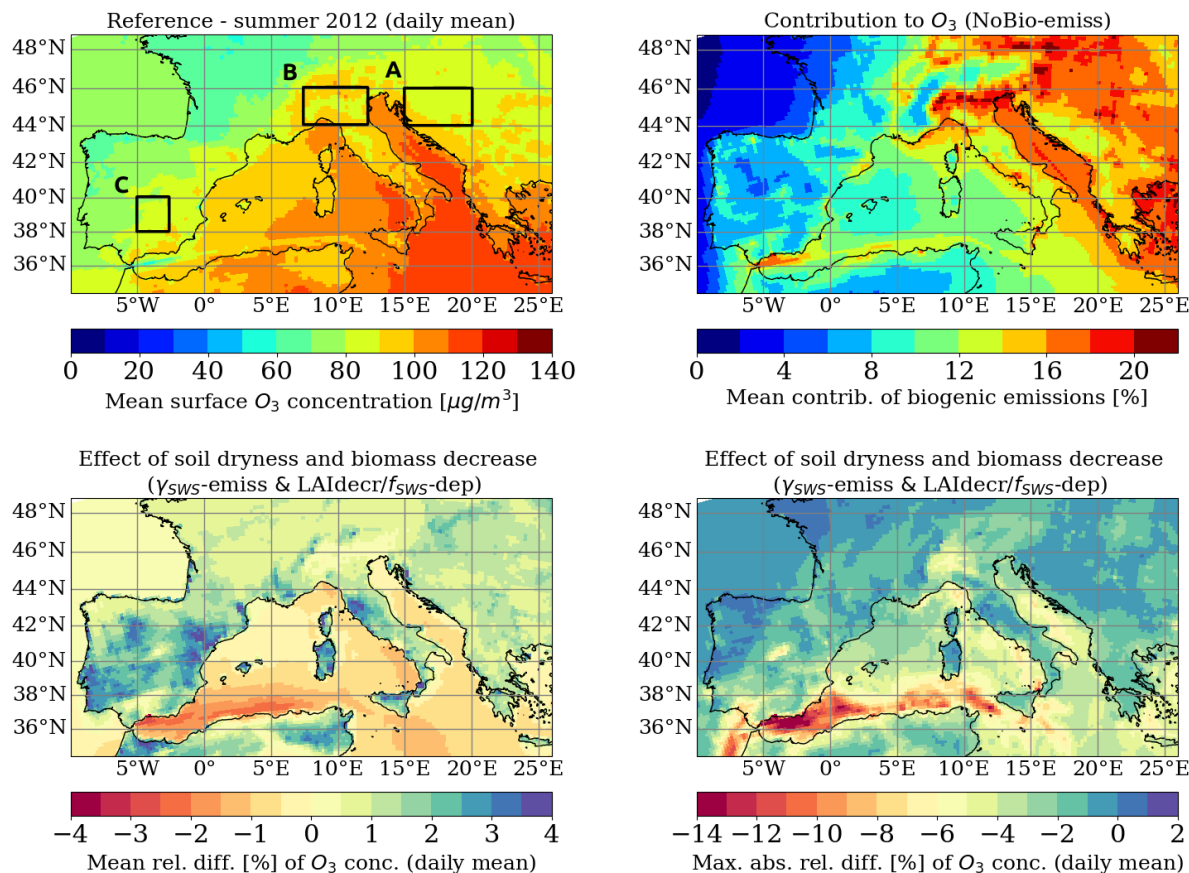 Reference - summer 2012 (daily mean)
48°N
46°N
44°N
42°N
40°N
38°N
36°N
B
A
C
5°W 0° 5°E 10°E 15°E 20°E 25°E
0 20 40 60 80 100 120 140
Mean surface O₃ concentration [μg/m³]
Contribution to O₃ (NoBio-emiss)
48°N
46°N
44°N
42°N
40°N
38°N
36°N
5°W 0° 5°E 10°E 15°E 20°E 25°E
0 4 8 12 16 20
Mean contrib. of biogenic emissions [%]
Effect of soil dryness and biomass decrease
(γSWS-emiss & LAIdecr/fSWS-dep)
48°N
46°N
44°N
42°N
40°N
38°N
36°N
5°W 0° 5°E 10°E 15°E 20°E 25°E
−4 −3 −2 −1 0 1 2 3 4
Mean rel. diff. [%] of O₃ conc. (daily mean)
Effect of soil dryness and biomass decrease
(γSWS-emiss & LAIdecr/fSWS-dep)
48°N
46°N
44°N
42°N
40°N
38°N
36°N
5°W 0° 5°E 10°E 15°E 20°E 25°E
−14 −12 −10 −8 −6 −4 −2 0 2
Max. abs. rel. diff. [%] of O₃ conc. (daily mean)